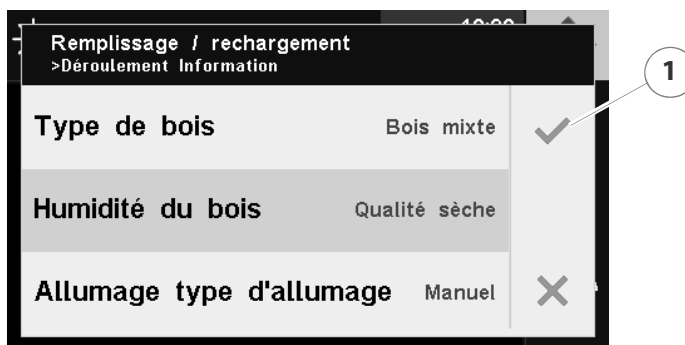 Remplissage / rechargement
>Déroulement Information
Type de bois Bois mixte
Humidité du bois Qualité sèche
Allumage type d'allumage Manuel
1